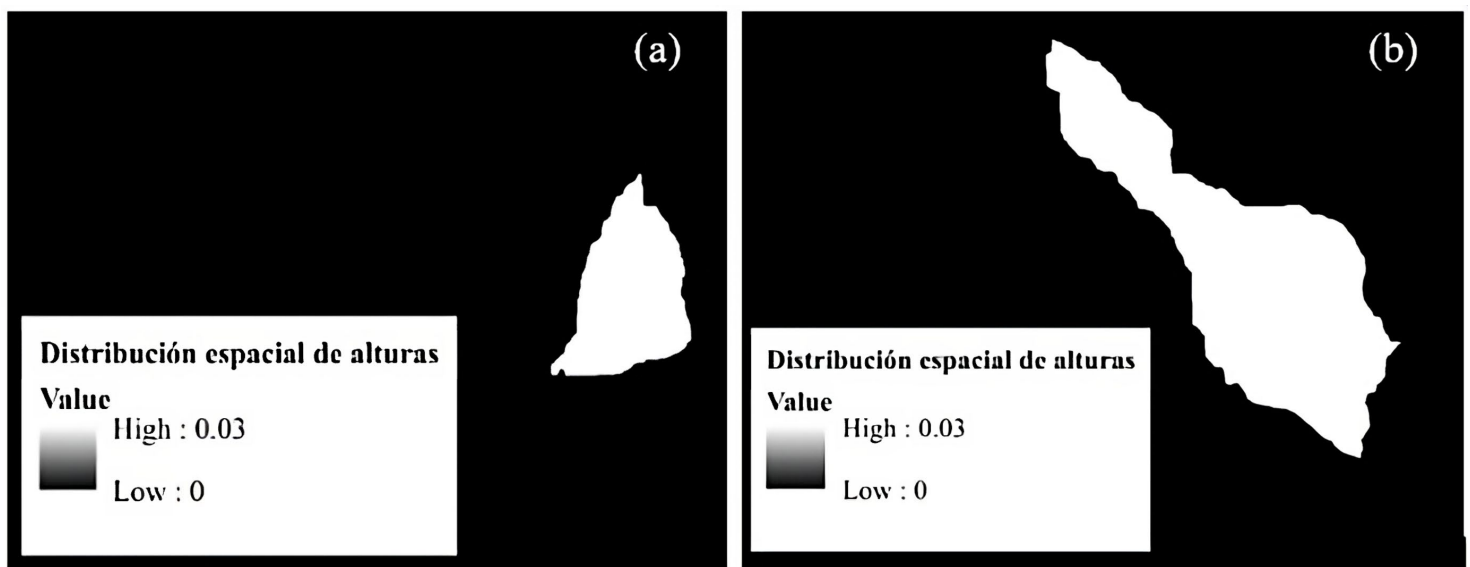 (a)
Distribución espacial de alturas
Value
High : 0.03
Low : 0
(b)
Distribución espacial de alturas
Value
High : 0.03
Low : 0